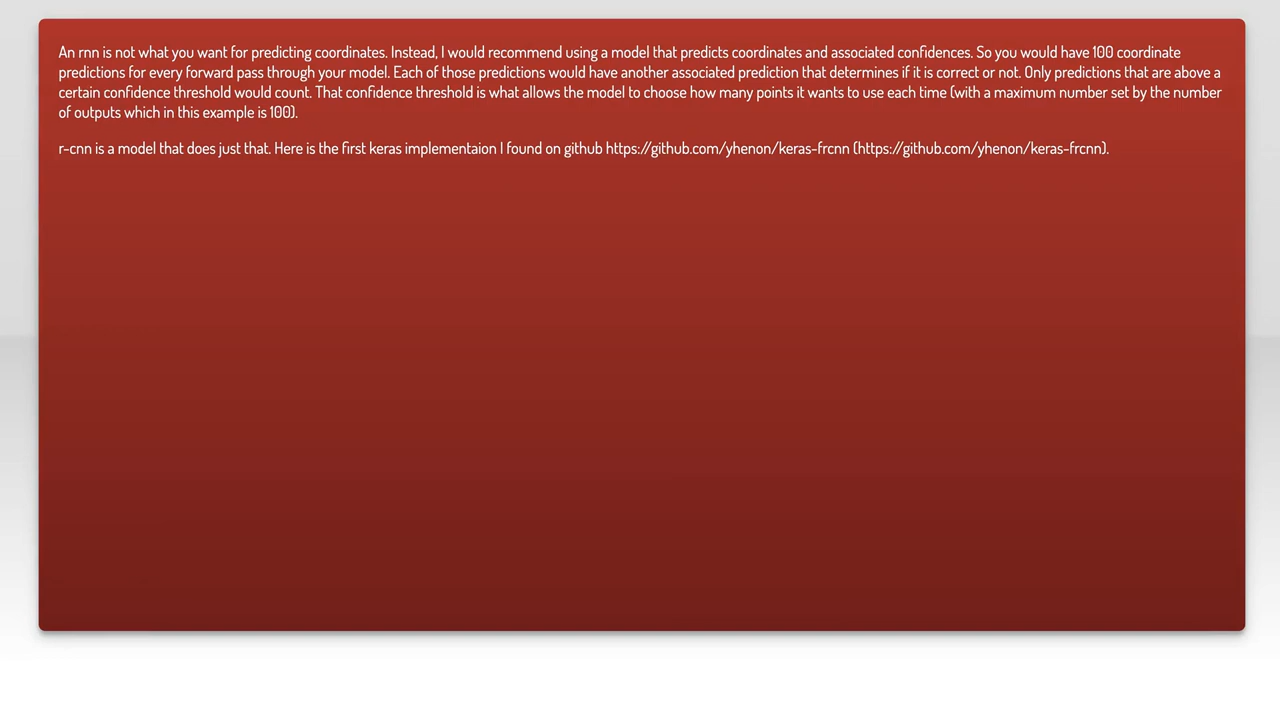 An rnn is not what you want for predicting coordinates. Instead, I would recommend using a model that predicts coordinates and associated confidences. So you would have 100 coordinate
predictions for every forward pass through your model. Each of those predictions would have another associated prediction that determines if it is correct or not. Only predictions that are above a
certain confidence threshold would count. That confidence threshold is what allows the model to choose how many points it wants to use each time (with a maximum number set by the number
of outputs which in this example is 100).
r-cnn is a model that does just that. Here is the first keras implementaion I found on github https://github.com/yhenon/keras-frcnn (https://github.com/yhenon/keras-frcnn).